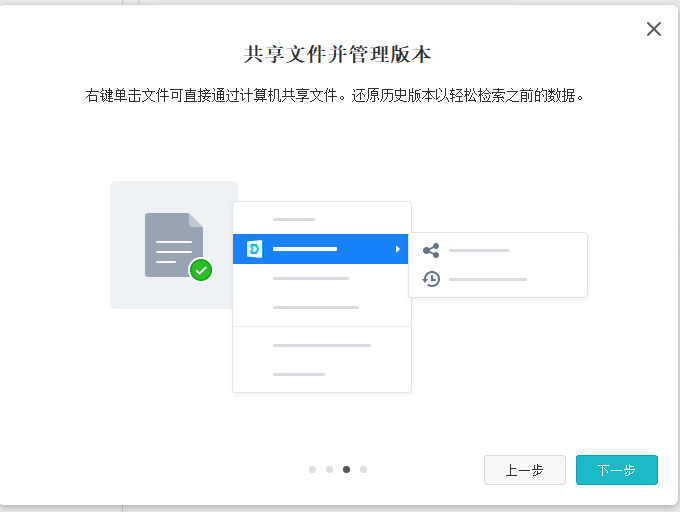 共享文件并管理版本
右键单击文件可直接通过计算机共享文件。还原历史版本以轻松检索之前的数据。
上一步
下一步